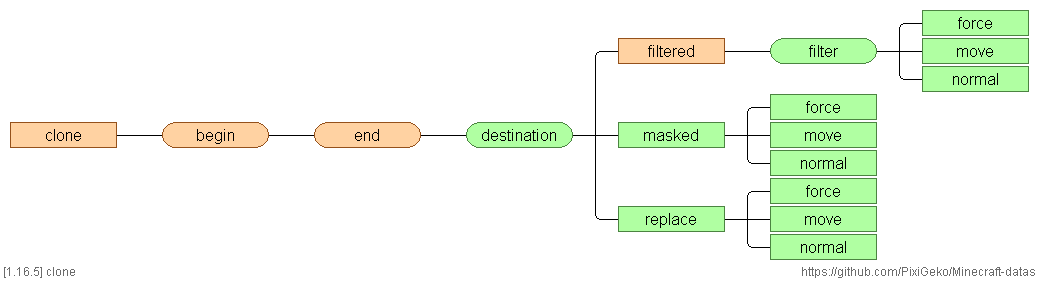 force
filtered
filter
move
normal
force
clone
begin
end
destination
masked
move
normal
force
replace
move
normal
[1.16.5] clone
https://github.com/PixiGeko/Minecraft-datas